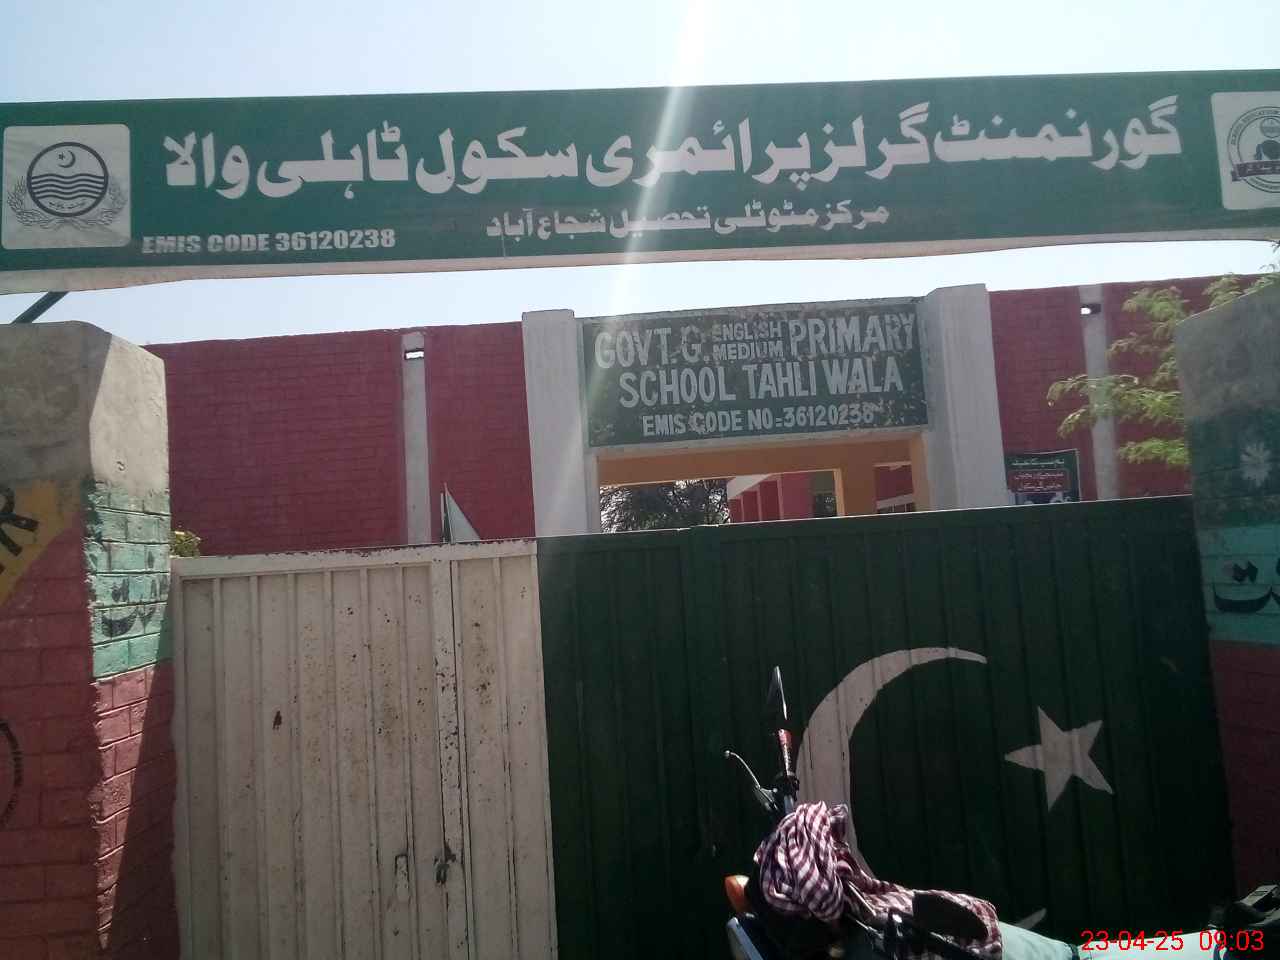 گورنمنٹ گرلز پرائمری سکول ٹاہلی والا
مرکز مٹوٹلی تحصیل شجاع آباد
EMIS CODE 36120238
GOVT. G. ENGLISH MEDIUM PRIMARY
SCHOOL TAHLI WALA
EMIS CODE NO=36120238
23-04-25 09:03